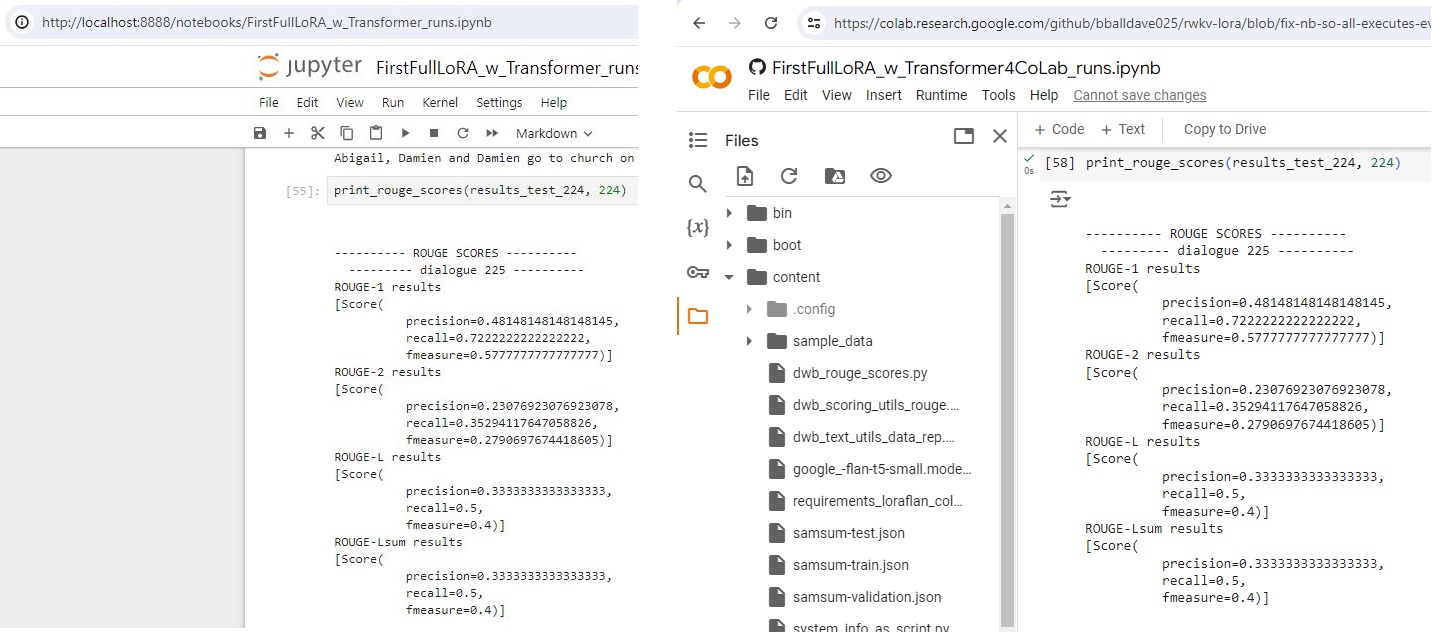 http://localhost:8888/notebooks/FirstFullLoRA_w_Transformer_runs.ipynb
jupyter FirstFullLoRA_w_Transformer_runs
File Edit View Run Kernel Settings Help
Markdown
Abigail, Damien and Damien go to church on
[55]: print_rouge_scores(results_test_224, 224)
---------- ROUGE SCORES ----------
--------- dialogue 225 ----------
ROUGE-1 results
[Score(
precision=0.48148148148148145,
recall=0.7222222222222222,
fmeasure=0.5777777777777777)]
ROUGE-2 results
[Score(
precision=0.23076923076923078,
recall=0.35294117647058826,
fmeasure=0.2790697674418605)]
ROUGE-L results
[Score(
precision=0.3333333333333333,
recall=0.5,
fmeasure=0.4)]
ROUGE-Lsum results
[Score(
precision=0.3333333333333333,
recall=0.5,
fmeasure=0.4)]
https://colab.research.google.com/github/bballdave025/rwkv-lora/blob/fix-nb-so-all-executes-ev
FirstFullLoRA_w_Transformer4CoLab_runs.ipynb
File Edit View Insert Runtime Tools Help Cannot save changes
Files
{x}
bin
boot
content
.config
sample_data
dwb_rouge_scores.py
dwb_scoring_utils_rouge....
dwb_text_utils_data_rep....
google_-flan-t5-small.mode...
requirements_loraflan_col...
samsum-test.json
samsum-train.json
samsum-validation.json
system_info_as_script.py
+ Code + Text Copy to Drive
[58] print_rouge_scores(results_test_224, 224)
0s
---------- ROUGE SCORES ----------
--------- dialogue 225 ----------
ROUGE-1 results
[Score(
precision=0.48148148148148145,
recall=0.7222222222222222,
fmeasure=0.5777777777777777)]
ROUGE-2 results
[Score(
precision=0.23076923076923078,
recall=0.35294117647058826,
fmeasure=0.2790697674418605)]
ROUGE-L results
[Score(
precision=0.3333333333333333,
recall=0.5,
fmeasure=0.4)]
ROUGE-Lsum results
[Score(
precision=0.3333333333333333,
recall=0.5,
fmeasure=0.4)]